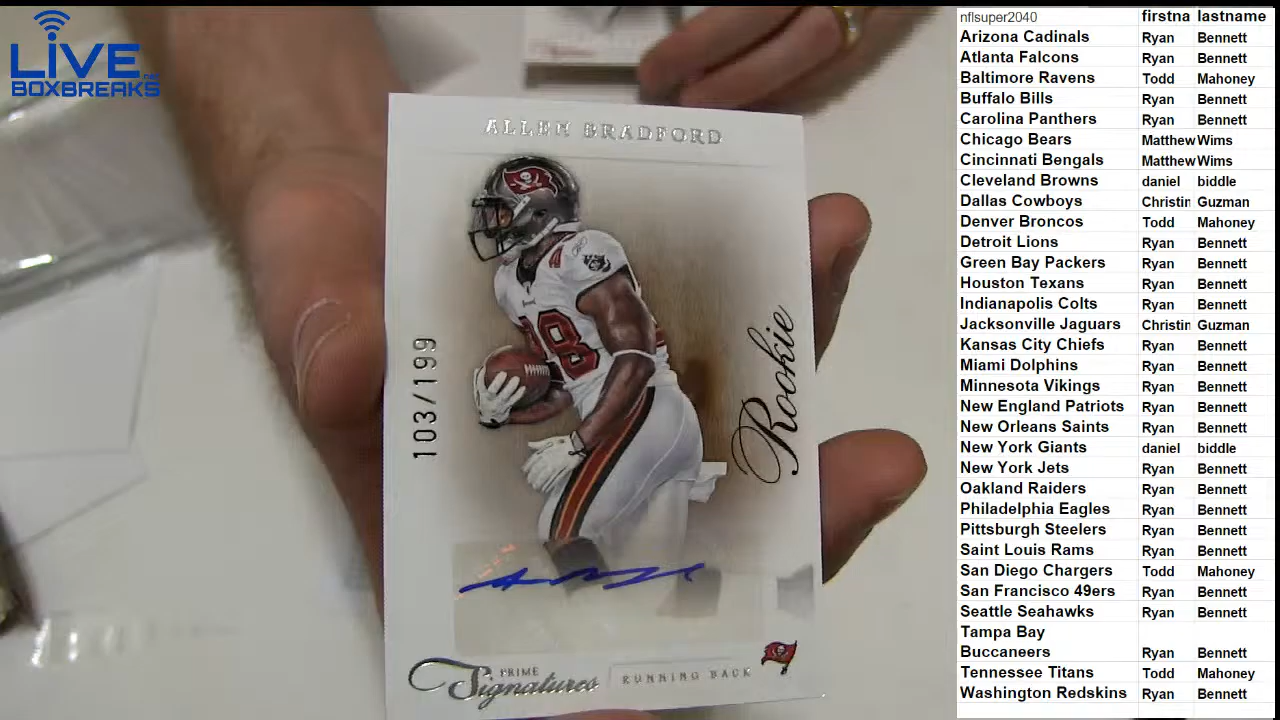 LIVE.net
BOXBREAKS
ALLEN BRADFORD
103/199
Rookie
PRIME
Signatures
RUNNING BACK
nflsuper2040 firstna lastname
Arizona Cadinals Ryan Bennett
Atlanta Falcons Ryan Bennett
Baltimore Ravens Todd Mahoney
Buffalo Bills Ryan Bennett
Carolina Panthers Ryan Bennett
Chicago Bears Matthew Wims
Cincinnati Bengals Matthew Wims
Cleveland Browns daniel biddle
Dallas Cowboys Christin Guzman
Denver Broncos Todd Mahoney
Detroit Lions Ryan Bennett
Green Bay Packers Ryan Bennett
Houston Texans Ryan Bennett
Indianapolis Colts Ryan Bennett
Jacksonville Jaguars Christin Guzman
Kansas City Chiefs Ryan Bennett
Miami Dolphins Ryan Bennett
Minnesota Vikings Ryan Bennett
New England Patriots Ryan Bennett
New Orleans Saints Ryan Bennett
New York Giants daniel biddle
New York Jets Ryan Bennett
Oakland Raiders Ryan Bennett
Philadelphia Eagles Ryan Bennett
Pittsburgh Steelers Ryan Bennett
Saint Louis Rams Ryan Bennett
San Diego Chargers Todd Mahoney
San Francisco 49ers Ryan Bennett
Seattle Seahawks Ryan Bennett
Tampa Bay
Buccaneers Ryan Bennett
Tennessee Titans Todd Mahoney
Washington Redskins Ryan Bennett